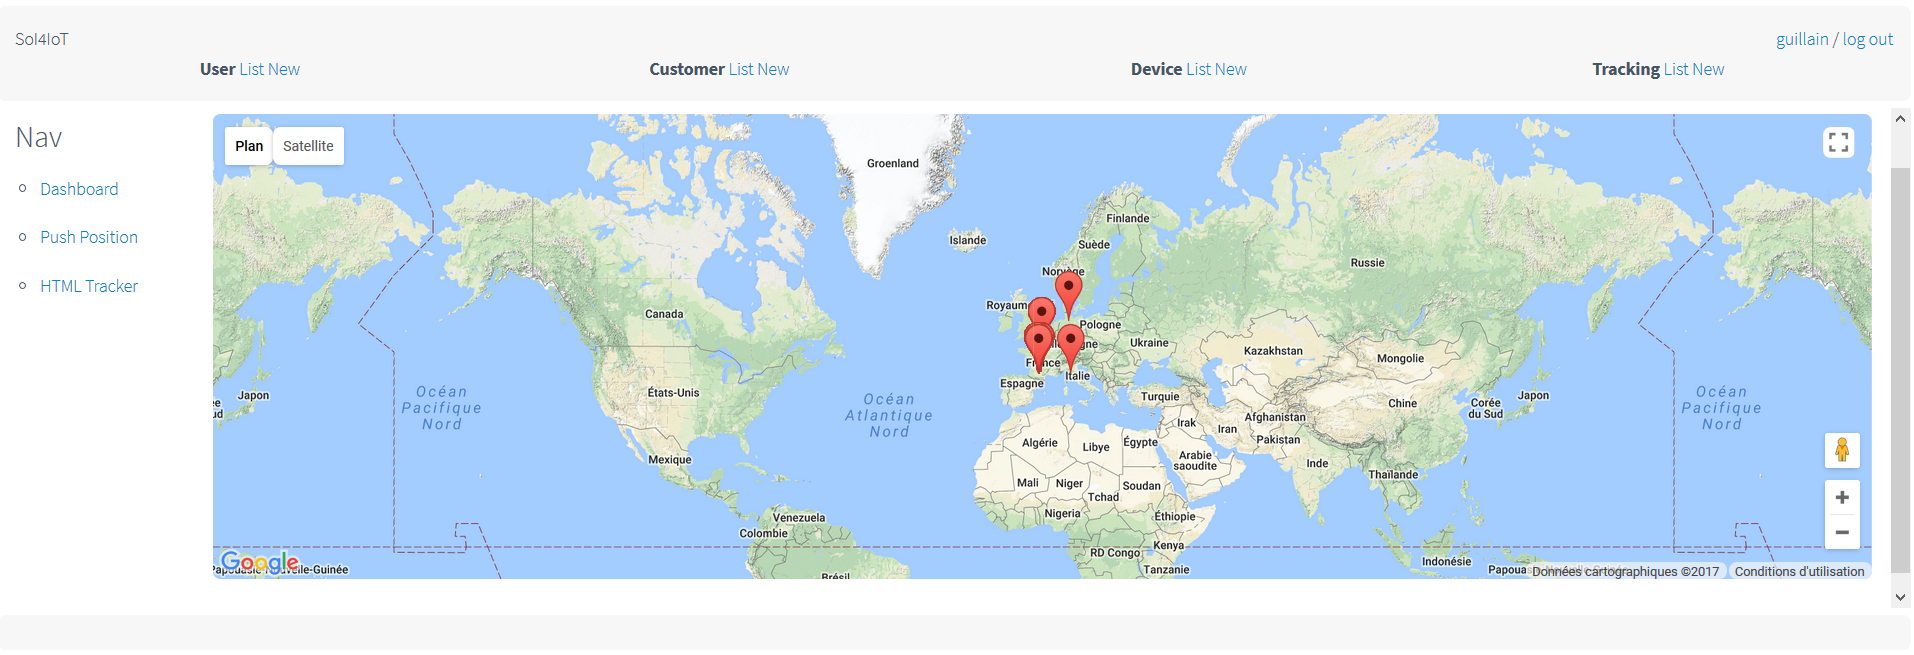 Sol4IoT
guillain / log out
User List New
Customer List New
Device List New
Tracking List New
Nav
Dashboard
Push Position
HTML Tracker
Plan
Satellite
Groenland
Finlande
Islande
Suède
Norvège
Russie
Canada
Pologne
Ukraine
France
Kazakhstan
Mongolie
Italie
Espagne
États-Unis
Japon
Océan
Pacifique
Nord
Océan
Atlantique
Nord
Turquie
Chine
Corée
du Sud
Japon
Océan
Pacifique
Nord
Irak
Afghanistan
Iran
Pakistan
Algérie
Libye
Égypte
Arabie
saoudite
Inde
Thaïlande
Mexique
Mali
Niger
Tchad
Soudan
Nigeria
Éthiopie
Venezuela
Colombie
RD Congo
Kenya
Tanzanie
Indonésie
Brésil
Google
Papouasie-Nouvelle-Guinée
Données cartographiques ©2017
Conditions d'utilisation